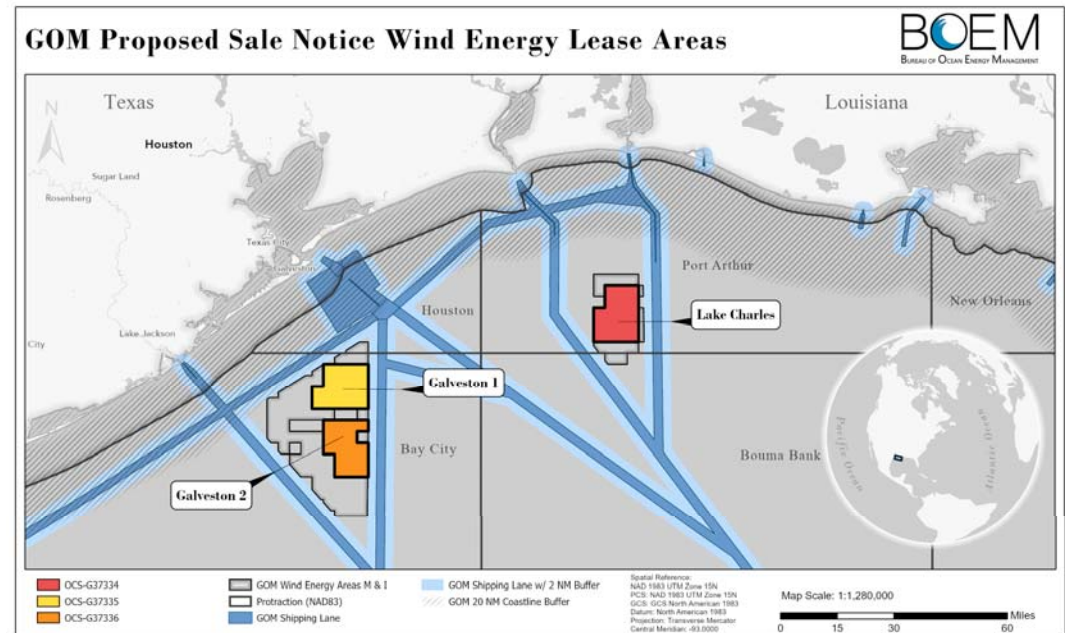 GOM Proposed Sale Notice Wind Energy Lease Areas
BOEM
BUREAU OF OCEAN ENERGY MANAGEMENT
N
Texas
Louisiana
Houston
Sugar Land
Rosenberg
Texas City
Galveston
Lake Jackson
City
Houston
Port Arthur
New Orleans
Lake Charles
Galveston 1
Bay City
Bouma Bank
Galveston 2
Pacific Ocean
Atlantic Ocean
OCS-G37334
OCS-G37335
OCS-G37336
GOM Wind Energy Areas M & I
Protraction (NAD83)
GOM Shipping Lane
GOM Shipping Lane w/ 2 NM Buffer
GOM 20 NM Coastline Buffer
Spatial Reference:
NAD 1983 UTM Zone 15N
PCS: NAD 1983 UTM Zone 15N
GCS: GCS North American 1983
Datum: North American 1983
Projection: Transverse Mercator
Central Meridian: -93.0000
Map Scale: 1:1,280,000
Miles
0 15 30 60